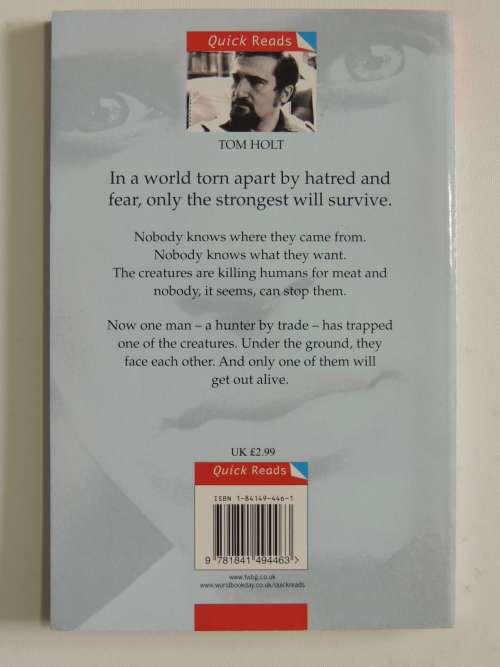 Quick Reads
TOM HOLT
In a world torn apart by hatred and
fear, only the strongest will survive.
Nobody knows where they came from.
Nobody knows what they want.
The creatures are killing humans for meat and
nobody, it seems, can stop them.
Now one man – a hunter by trade – has trapped
one of the creatures. Under the ground, they
face each other. And only one of them will
get out alive.
UK £2.99
Quick Reads
ISBN 1-84149-446-1
9 781841 494463 >
www.twbg.co.uk
www.worldbookday.co.uk/quickreads